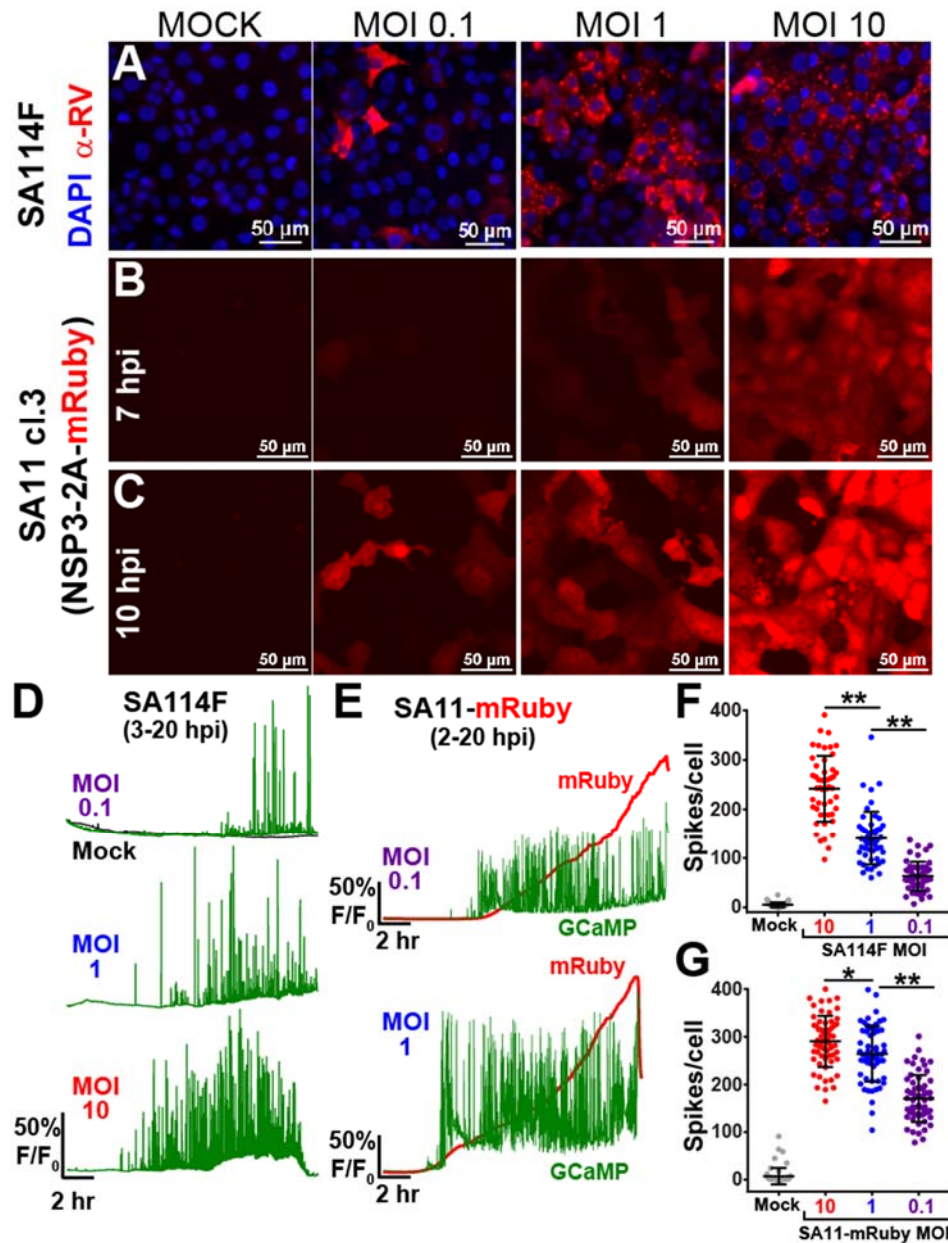 MOCK MOI 0.1 MOI 1 MOI 10
A
SA114F
DAPI α-RV
50 µm 50 µm 50 µm 50 µm
SA11 cl.3
(NSP3-2A-mRuby)
B
7 hpi
50 µm 50 µm 50 µm 50 µm
C
10 hpi
50 µm 50 µm 50 µm 50 µm
D
SA114F
(3-20 hpi)
MOI
0.1
Mock
MOI
1
MOI
10
50%
F/F0
2 hr
E
SA11-mRuby
(2-20 hpi)
mRuby
MOI
0.1
50%
F/F0
2 hr
GCaMP
mRuby
MOI
1
50%
F/F0
2 hr
GCaMP
F
** **
Spikes/cell
400
300
200
100
0
Mock 10 1 0.1
SA114F MOI
G
* **
Spikes/cell
400
300
200
100
0
Mock 10 1 0.1
SA11-mRuby MOI